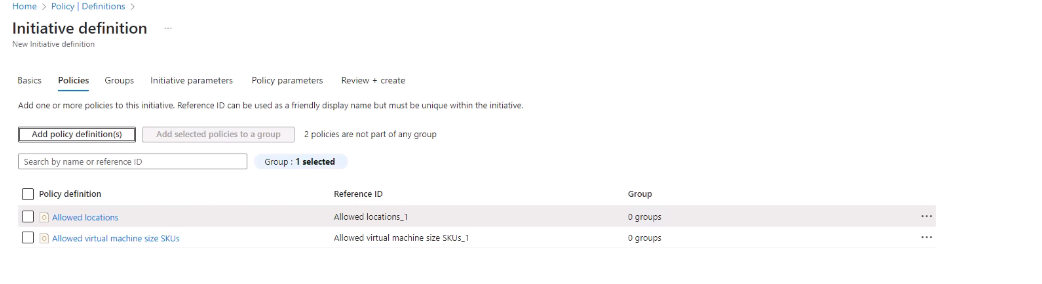 Home > Policy | Definitions >
Initiative definition ...
New Initiative definition
Basics Policies Groups Initiative parameters Policy parameters Review + create
Add one or more policies to this initiative. Reference ID can be used as a friendly display name but must be unique within the initiative.
Add policy definition(s) Add selected policies to a group 2 policies are not part of any group
Search by name or reference ID Group : 1 selected
Policy definition Reference ID Group
Allowed locations Allowed locations_1 0 groups ...
Allowed virtual machine size SKUs Allowed virtual machine size SKUs_1 0 groups ...